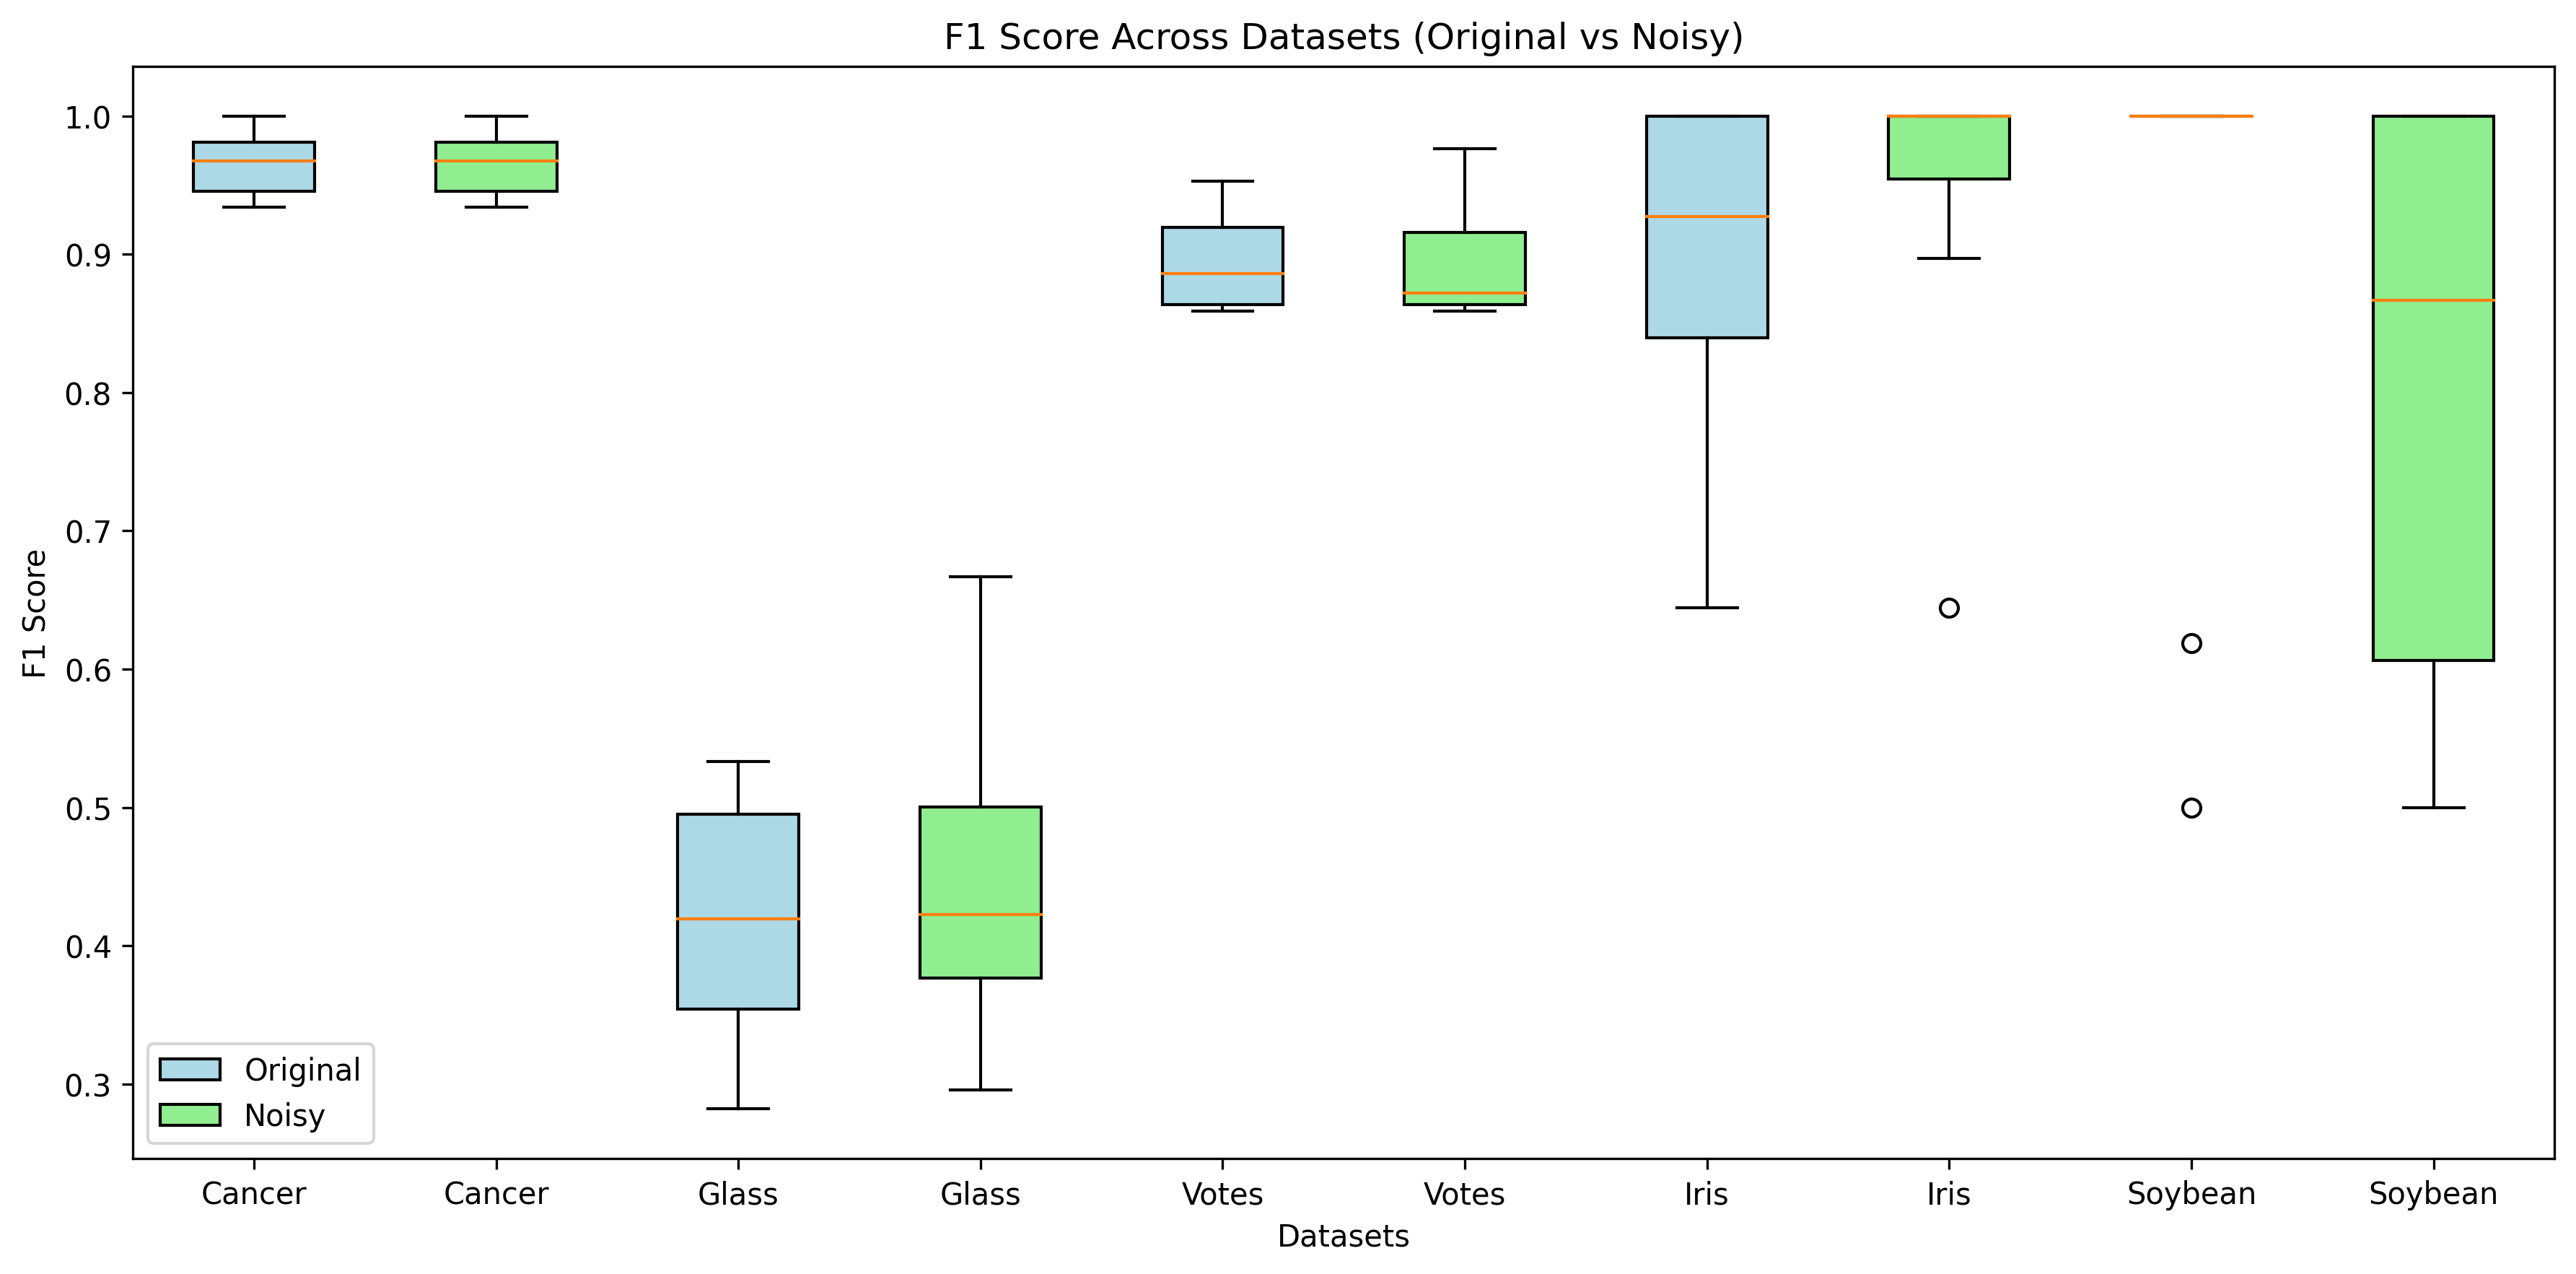 F1 Score Across Datasets (Original vs Noisy)
F1 Score
1.0
0.9
0.8
0.7
0.6
0.5
0.4
0.3
Original
Noisy
Cancer Cancer Glass Glass Votes Votes Iris Iris Soybean Soybean
Datasets